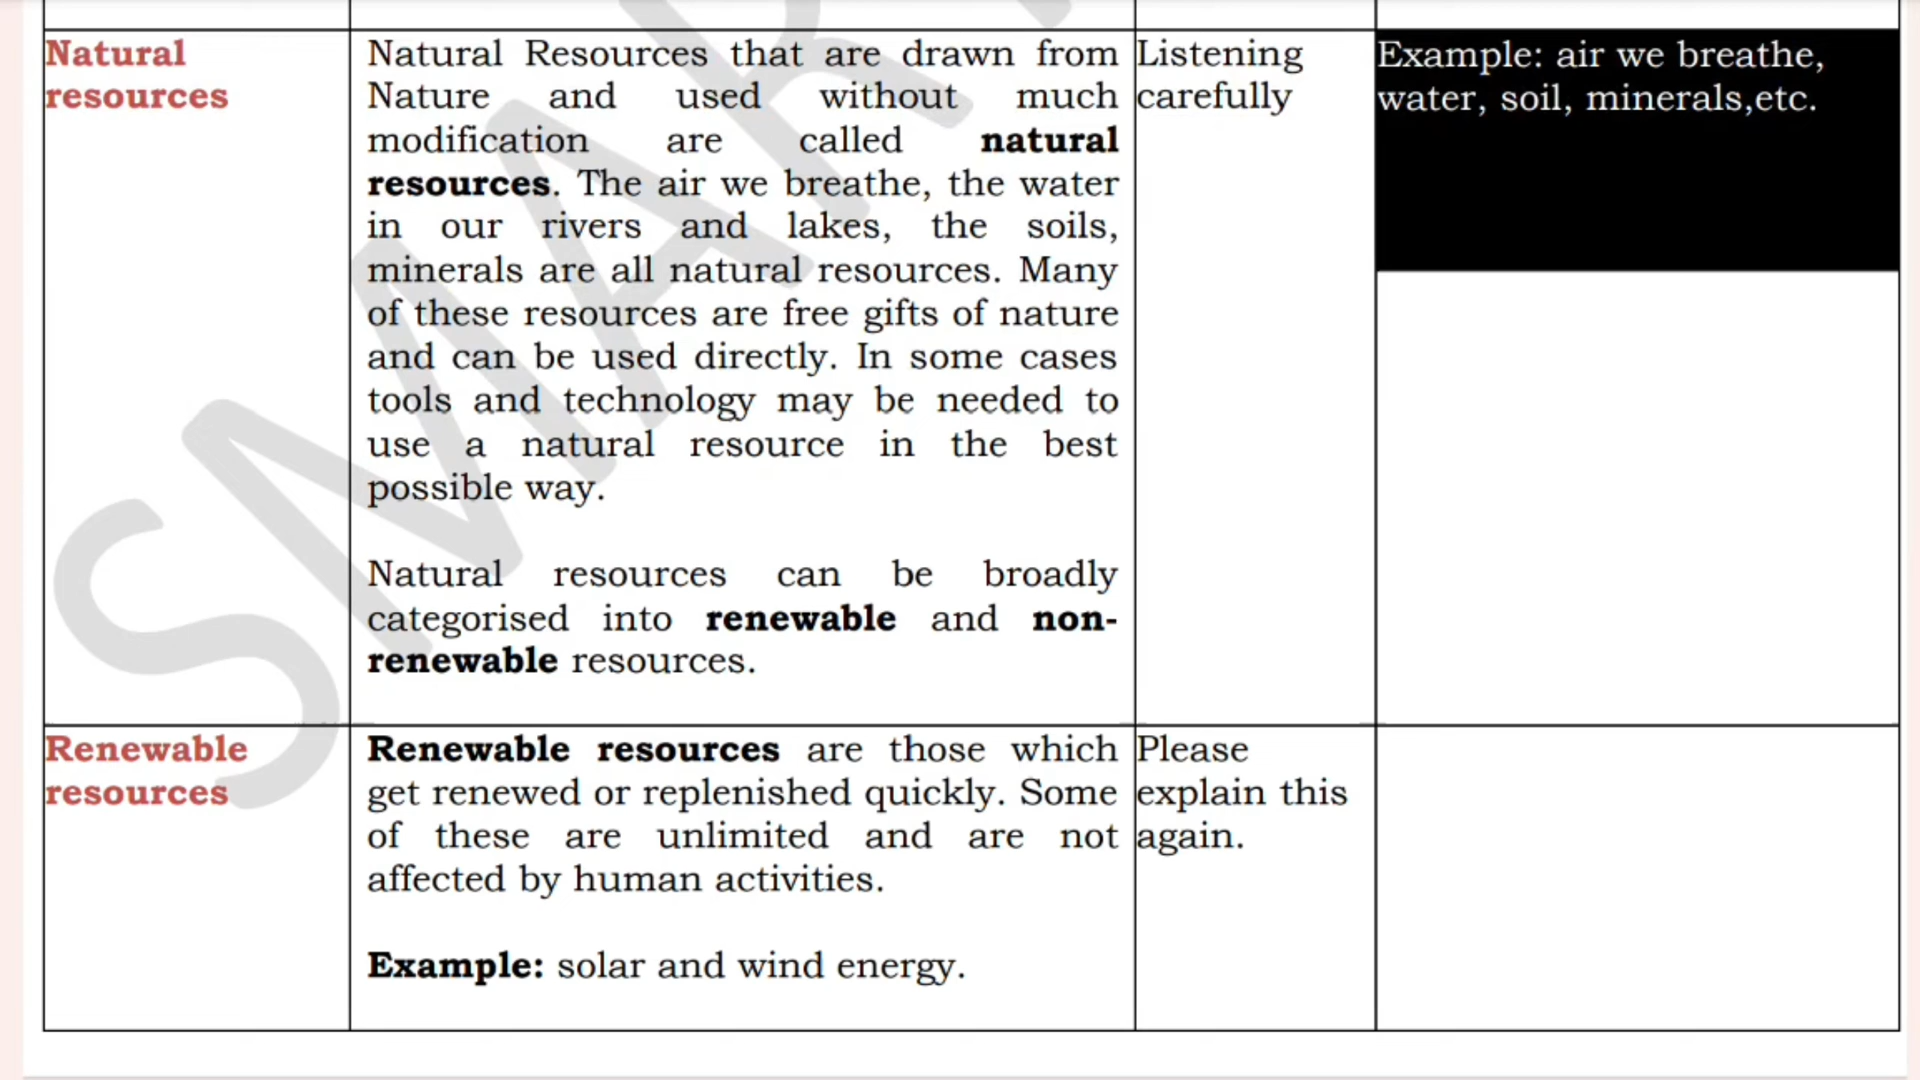 Natural
resources
Natural Resources that are drawn from
Nature and used without much
modification are called natural
resources. The air we breathe, the water
in our rivers and lakes, the soils,
minerals are all natural resources. Many
of these resources are free gifts of nature
and can be used directly. In some cases
tools and technology may be needed to
use a natural resource in the best
possible way.
Natural resources can be broadly
categorised into renewable and non-
renewable resources.
Listening
carefully
Example: air we breathe,
water, soil, minerals,etc.
Renewable
resources
Renewable resources are those which
get renewed or replenished quickly. Some
of these are unlimited and are not
affected by human activities.
Example: solar and wind energy.
Please
explain this
again.
SMAR